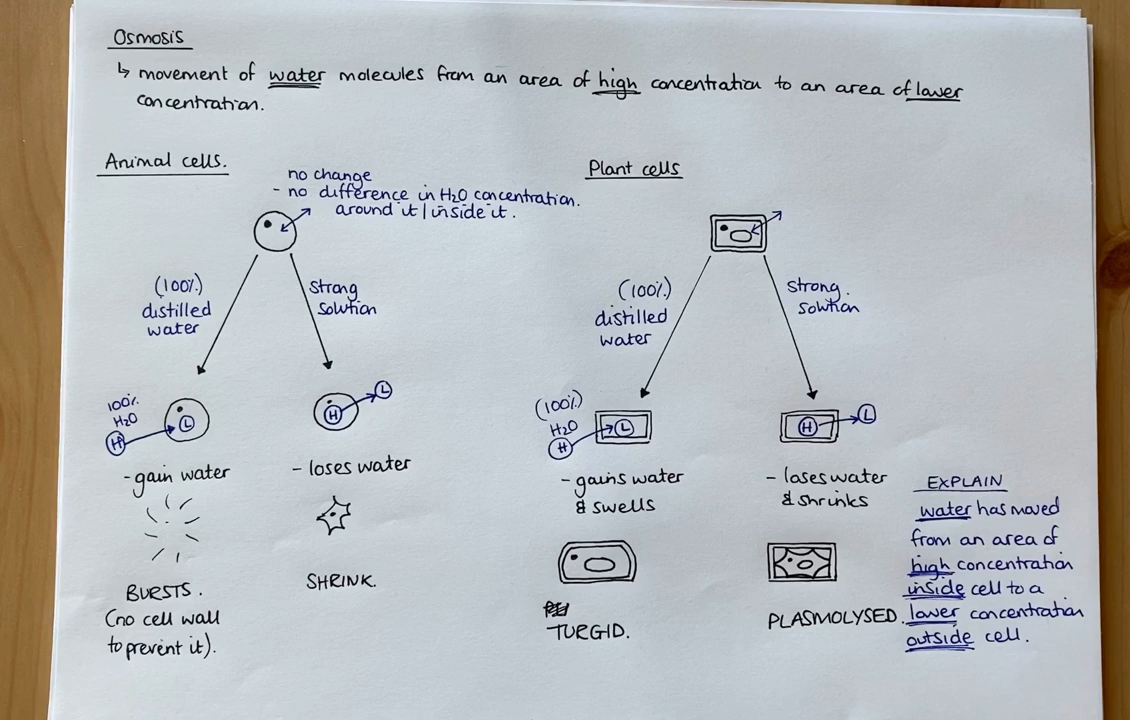 Osmosis
↳ movement of water molecules from an area of high concentration to an area of lower
concentration.
Animal cells.
no change
- no difference in H₂O concentration.
around it / inside it.
(100%)
distilled
water
Strong
solution
100%
H₂O
H
L
H
L
- gain water
- loses water
BURSTS.
(no cell wall
to prevent it).
SHRINK.
Plant cells
(100%)
distilled
water
strong.
solution
(100%)
H₂O
H
L
H
L
- gains water
& swells
- loses water
& shrinks
TURGID.
PLASMOLYSED.
EXPLAIN
water has moved
from an area of
high concentration
inside cell to a
lower concentration
outside cell.